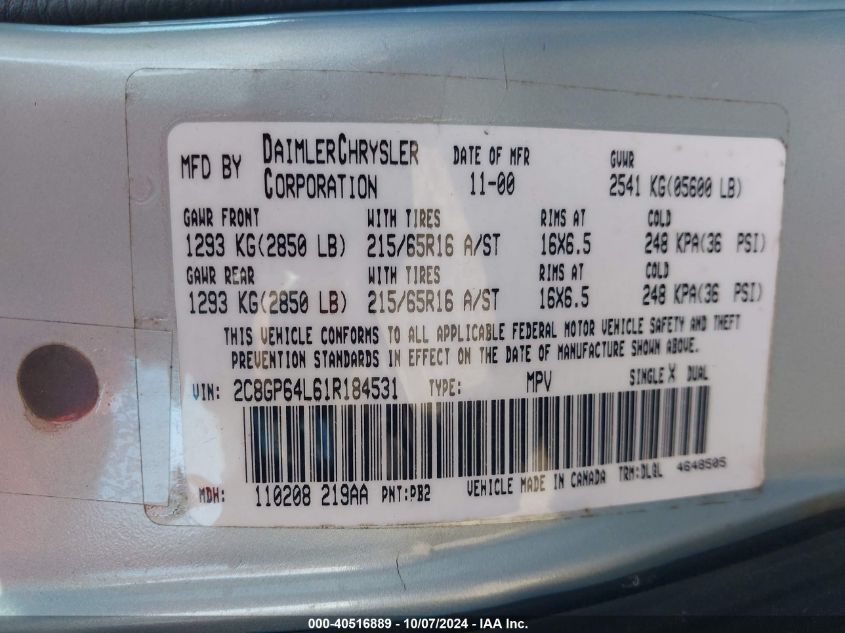 MFD BY DAIMLERCHRYSLER CORPORATION DATE OF MFR 11-00 GVWR 2541 KG(05600 LB)
GAWR FRONT WITH TIRES RIMS AT COLD
1293 KG(2850 LB) 215/65R16 A/ST 16X6.5 248 KPA(36 PSI)
GAWR REAR WITH TIRES RIMS AT COLD
1293 KG(2850 LB) 215/65R16 A/ST 16X6.5 248 KPA(36 PSI)
THIS VEHICLE CONFORMS TO ALL APPLICABLE FEDERAL MOTOR VEHICLE SAFETY AND THEFT
PREVENTION STANDARDS IN EFFECT ON THE DATE OF MANUFACTURE SHOWN ABOVE.
VIN: 2C8GP64L61R184531 TYPE: MPV SINGLE X DUAL
MDH: 110208 219AA PNT:PB2 VEHICLE MADE IN CANADA TRM:DLQL 4648505
000-40516889 - 10/07/2024 - IAA Inc.